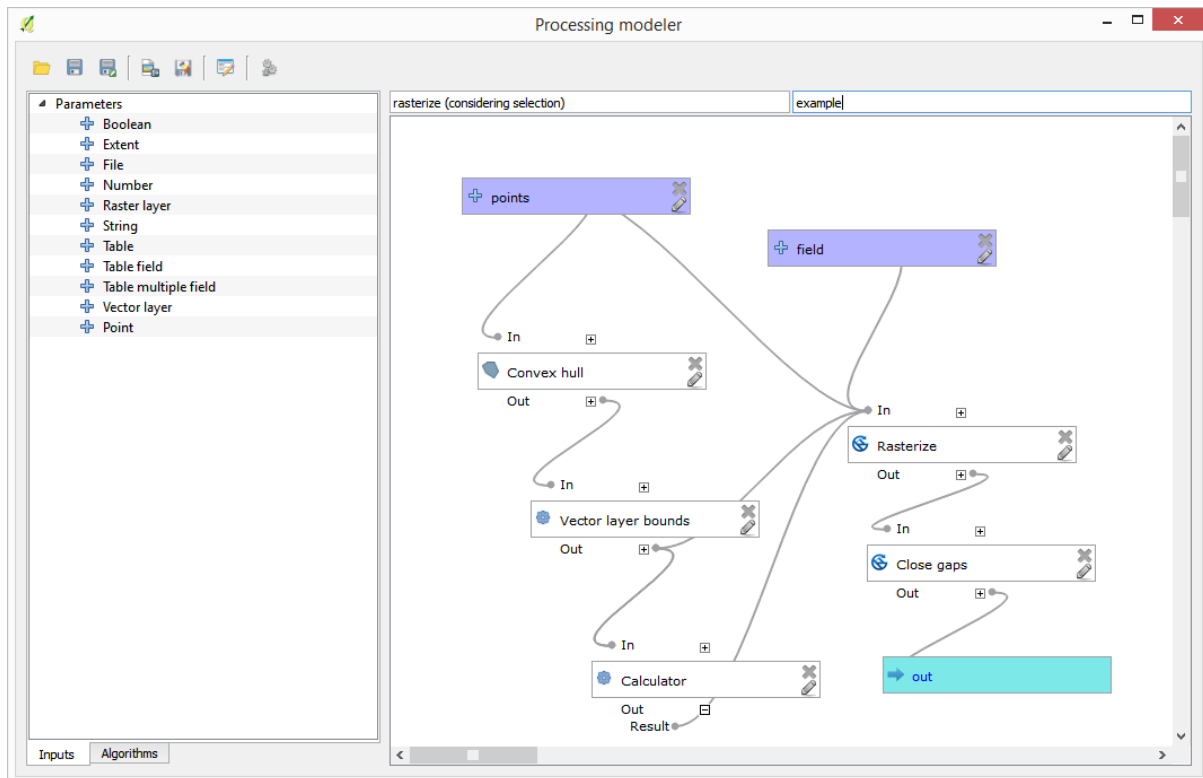 Processing modeler
Parameters
Boolean
Extent
File
Number
Raster layer
String
Table
Table field
Table multiple field
Vector layer
Point
Inputs
Algorithms
rasterize (considering selection)
example
points
field
In
Convex hull
Out
In
Vector layer bounds
Out
In
Calculator
Out
Result
In
Rasterize
Out
In
Close gaps
Out
out